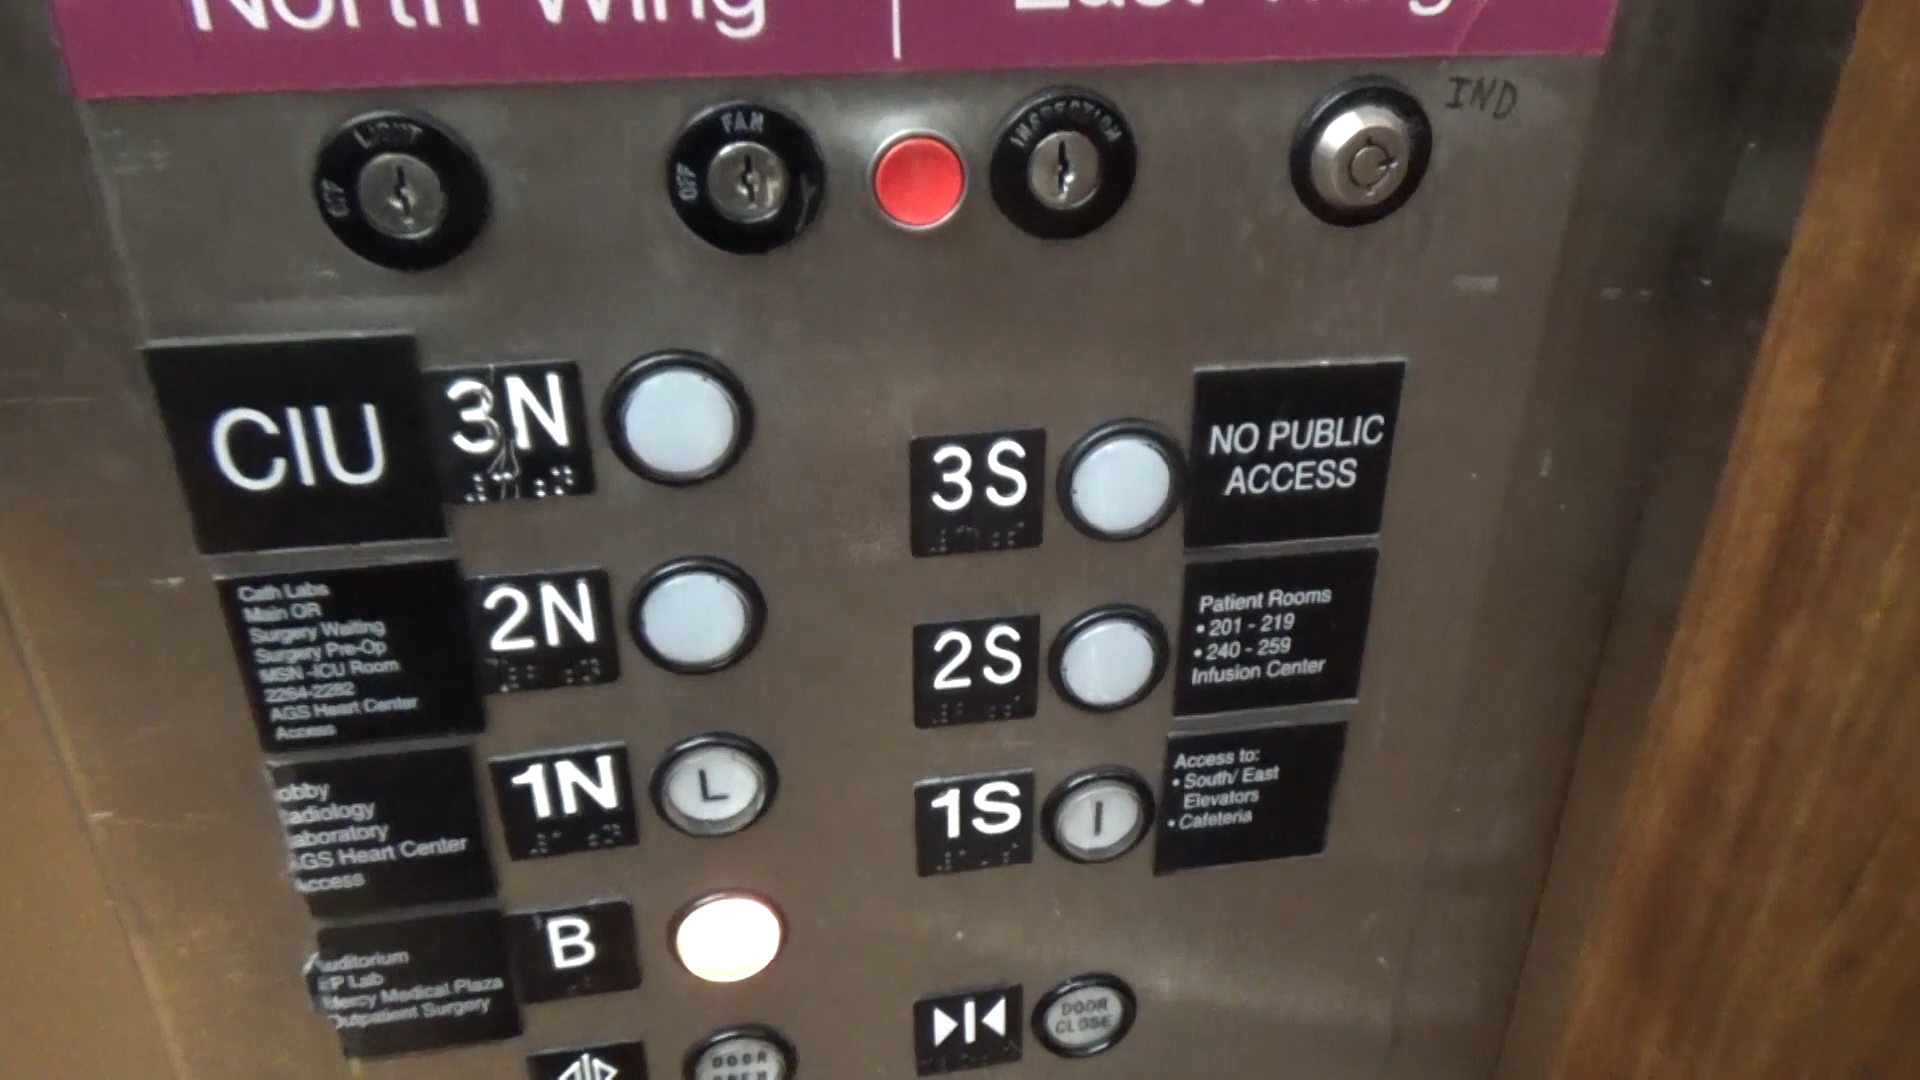 North Wing
East Wing
IND
LIGHT
OFF
FAN
OFF
INSPECTION
CIU
3N
3S
NO PUBLIC
ACCESS
Cath Labs
Main OR
Surgery Waiting
Surgery Pre-Op
MSN -ICU Room
2264-2282
AGS Heart Center
Access
2N
2S
Patient Rooms
• 201 - 219
• 240 - 259
Infusion Center
obby
adiology
aboratory
AGS Heart Center
Access
1N
L
1S
I
Access to:
• South/ East
Elevators
• Cafeteria
uditorium
EP Lab
Mercy Medical Plaza
Outpatient Surgery
B
DOOR
OPEN
DOOR
CLOSE